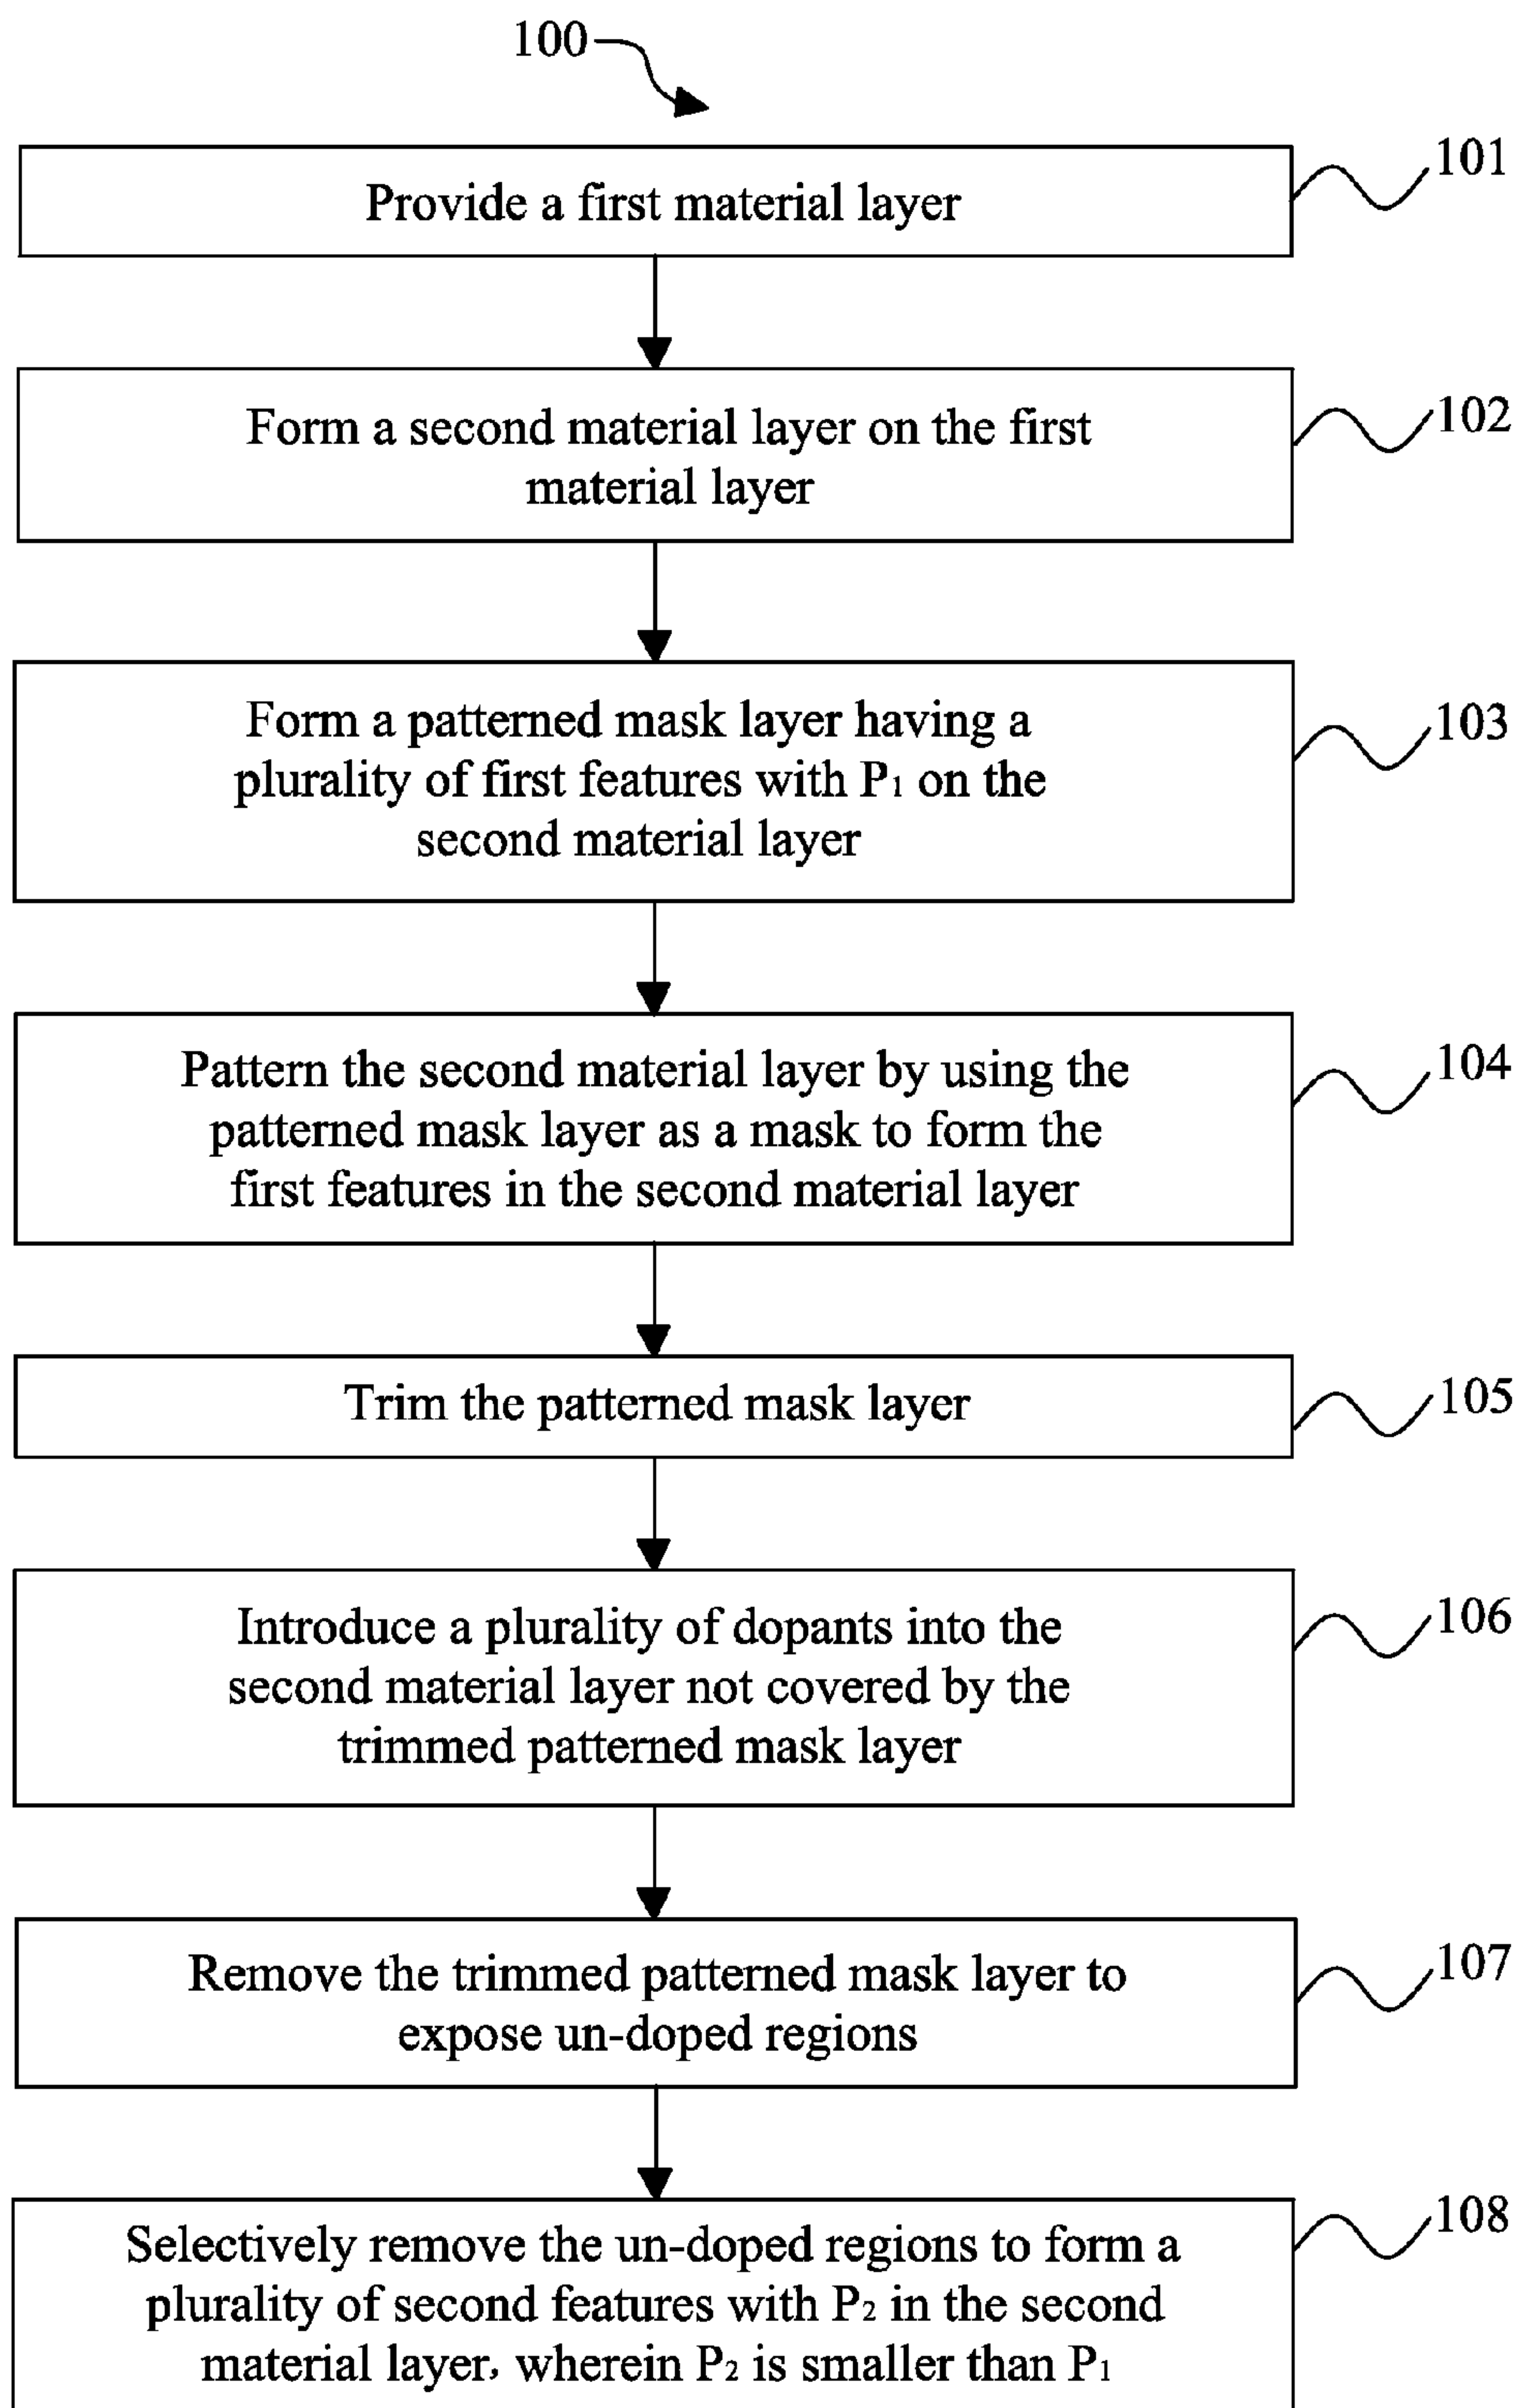 100
Provide a first material layer
101
Form a second material layer on the first
material layer
102
Form a patterned mask layer having a
plurality of first features with P₁ on the
second material layer
103
Pattern the second material layer by using the
patterned mask layer as a mask to form the
first features in the second material layer
104
Trim the patterned mask layer
105
Introduce a plurality of dopants into the
second material layer not covered by the
trimmed patterned mask layer
106
Remove the trimmed patterned mask layer to
expose un-doped regions
107
Selectively remove the un-doped regions to form a
plurality of second features with P₂ in the second
material layer, wherein P₂ is smaller than P₁
108